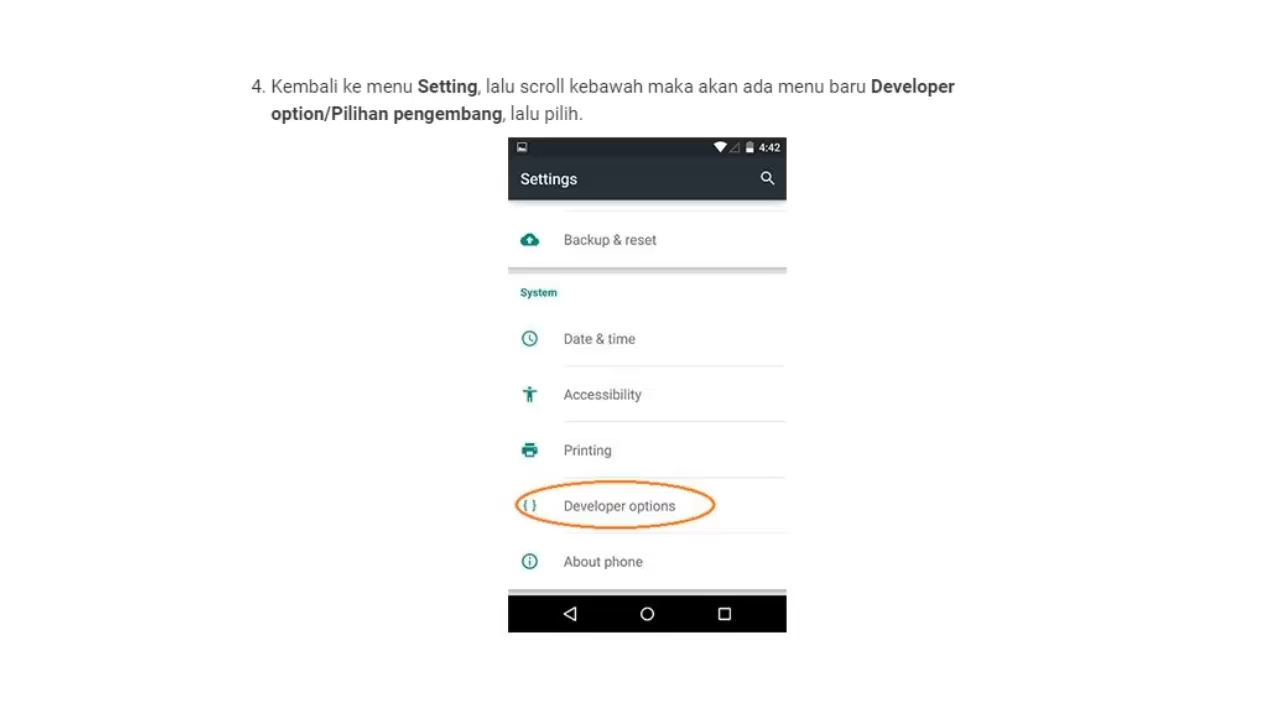 4. Kembali ke menu Setting, lalu scroll kebawah maka akan ada menu baru Developer
option/Pilihan pengembang, lalu pilih.
4:42
Settings
Backup & reset
System
Date & time
Accessibility
Printing
{ } Developer options
About phone